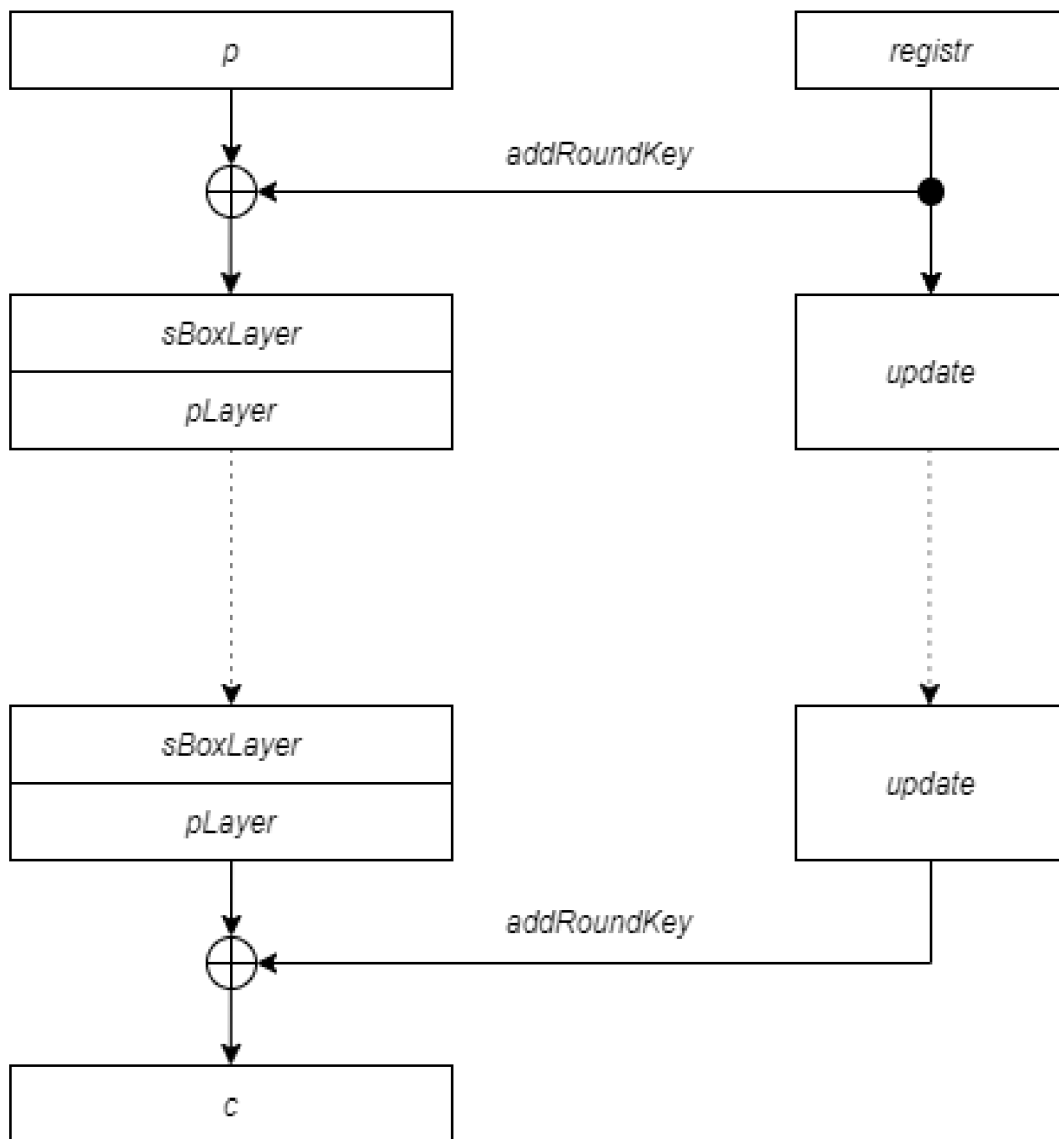 p
registr
addRoundKey
sBoxLayer
pLayer
update
sBoxLayer
pLayer
update
addRoundKey
c